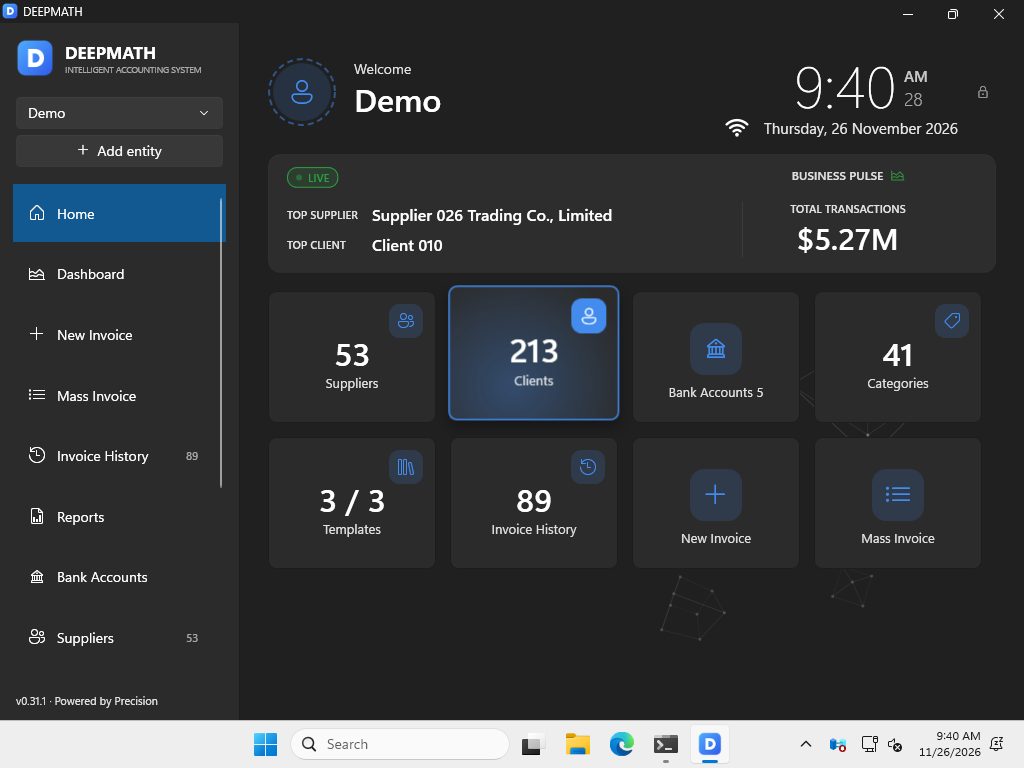 DEEPMATH
D
DEEPMATH
INTELLIGENT ACCOUNTING SYSTEM
Demo
Add entity
Home
Dashboard
New Invoice
Mass Invoice
Invoice History 89
Reports
Bank Accounts
Suppliers 53
v0.31.1 · Powered by Precision
Welcome
Demo
9:40 AM
28
Thursday, 26 November 2026
LIVE
TOP SUPPLIER Supplier 026 Trading Co., Limited
TOP CLIENT Client 010
BUSINESS PULSE
TOTAL TRANSACTIONS
$5.27M
53
Suppliers
213
Clients
Bank Accounts 5
41
Categories
3 / 3
Templates
89
Invoice History
New Invoice
Mass Invoice
Search
D
9:40 AM
11/26/2026